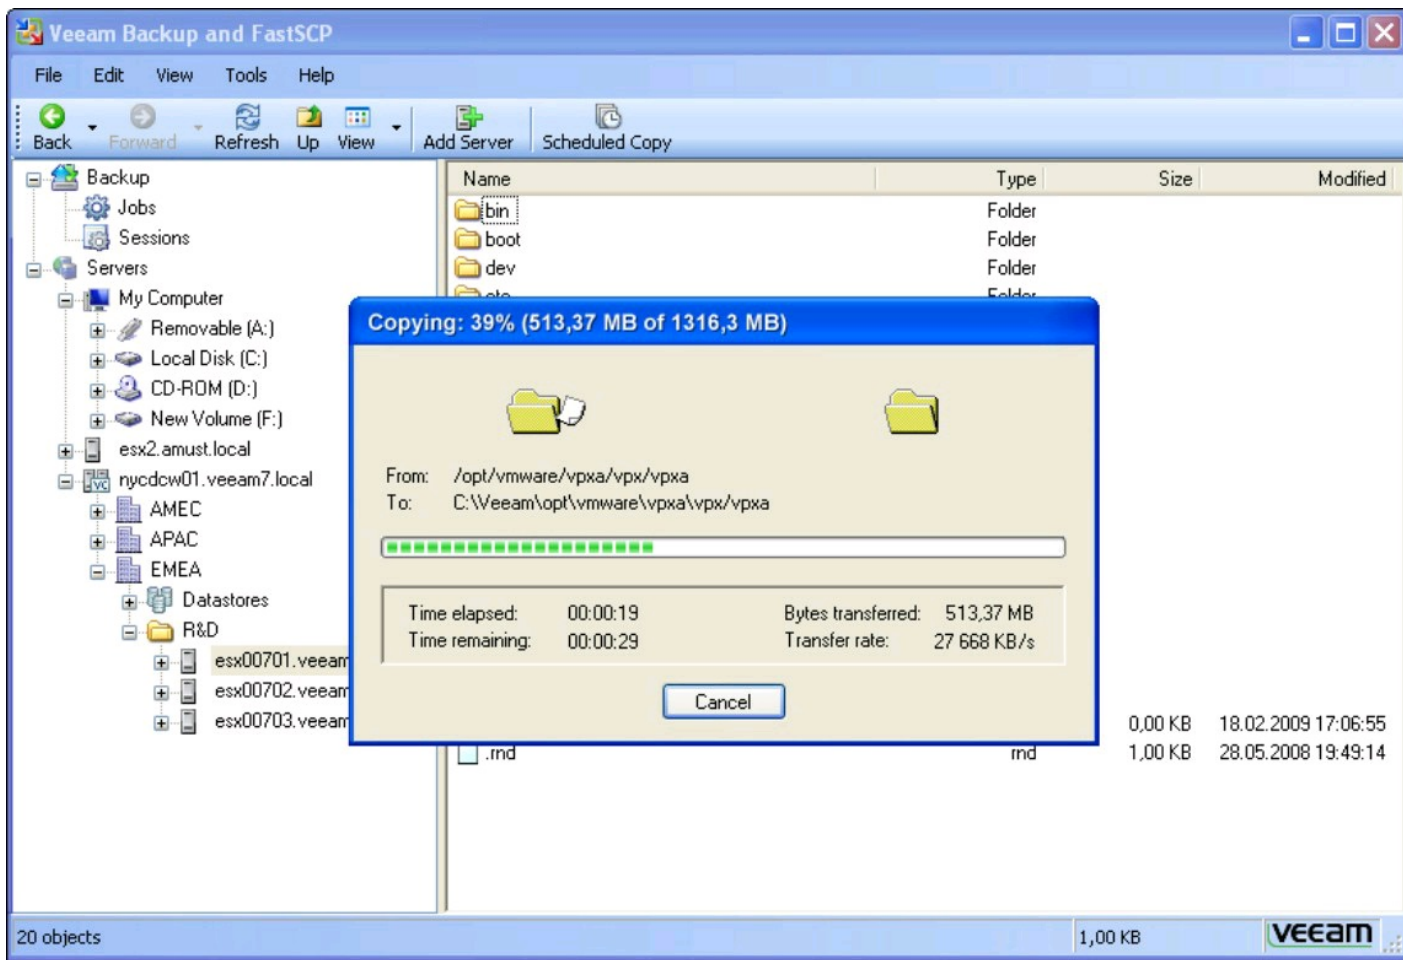 Veeam Backup and FastSCP
File Edit View Tools Help
Back Forward Refresh Up View Add Server Scheduled Copy
Backup
Jobs
Sessions
Servers
My Computer
Removable (A:)
Local Disk (C:)
CD-ROM (D:)
New Volume (F:)
esx2.amust.local
nycdcw01.veeam7.local
AMEC
APAC
EMEA
Datastores
R&D
esx00701.veeam
esx00702.veeam
esx00703.veeam
Name Type Size Modified
bin Folder
boot Folder
dev Folder
etc Folder
Copying: 39% (513,37 MB of 1316,3 MB)
From: /opt/vmware/vpxa/vpx/vpxa
To: C:\Veeam\opt\vmware\vpxa\vpx/vpxa
Time elapsed: 00:00:19 Bytes transferred: 513,37 MB
Time remaining: 00:00:29 Transfer rate: 27 668 KB/s
Cancel
0,00 KB 18.02.2009 17:06:55
.rnd rnd 1,00 KB 28.05.2008 19:49:14
20 objects 1,00 KB veeam